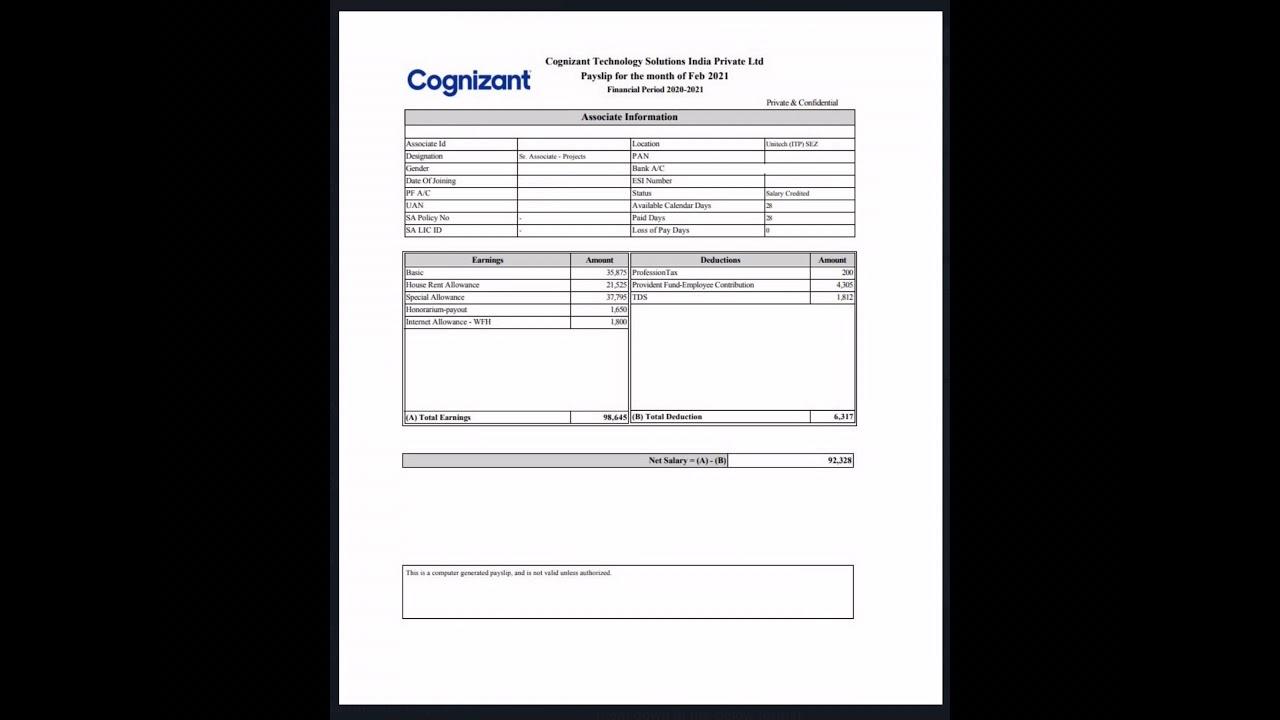 Cognizant
Cognizant Technology Solutions India Private Ltd
Payslip for the month of Feb 2021
Financial Period 2020-2021
Private & Confidential
Associate Information
Associate Id Location Unitech (ITP) SEZ
Designation Sr. Associate - Projects PAN
Gender Bank A/C
Date Of Joining ESI Number
PF A/C Status Salary Credited
UAN Available Calendar Days 28
SA Policy No - Paid Days 28
SA LIC ID - Loss of Pay Days 0
Earnings Amount Deductions Amount
Basic 35,875 ProfessionTax 200
House Rent Allowance 21,525 Provident Fund-Employee Contribution 4,305
Special Allowance 37,795 TDS 1,812
Honorarium-payout 1,650
Internet Allowance - WFH 1,800
(A) Total Earnings 98,645 (B) Total Deduction 6,317
Net Salary = (A) - (B) 92,328
This is a computer generated payslip, and is not valid unless authorized.